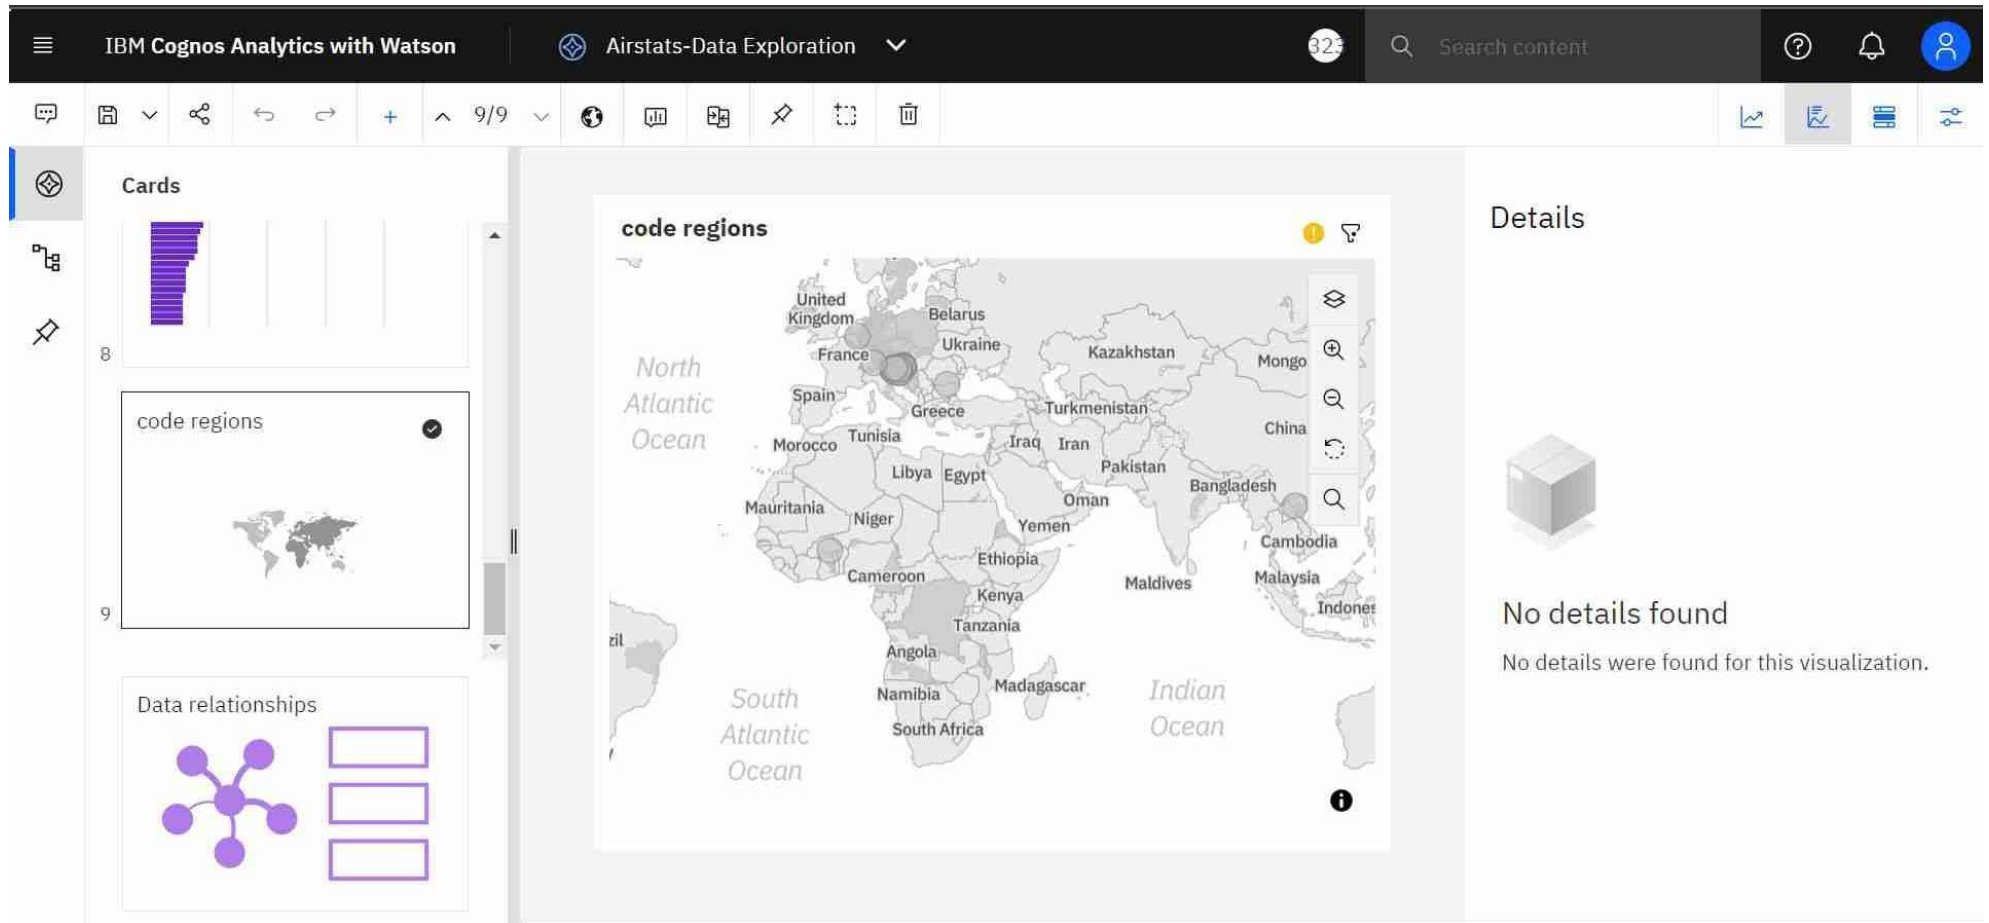 IBM Cognos Analytics with Watson
Airstats-Data Exploration
Search content
9/9
Cards
8
code regions
9
Data relationships
code regions
United
Kingdom
Belarus
Ukraine
France
Kazakhstan
Mongo
North
Atlantic
Ocean
Spain
Greece
Turkmenistan
China
Morocco
Tunisia
Iraq
Iran
Pakistan
Libya
Egypt
Bangladesh
Mauritania
Niger
Oman
Yemen
Cambodia
Ethiopia
Cameroon
Maldives
Malaysia
Kenya
Indones
Tanzania
zil
Angola
South
Atlantic
Ocean
Namibia
Madagascar
Indian
Ocean
South Africa
Details
No details found
No details were found for this visualization.